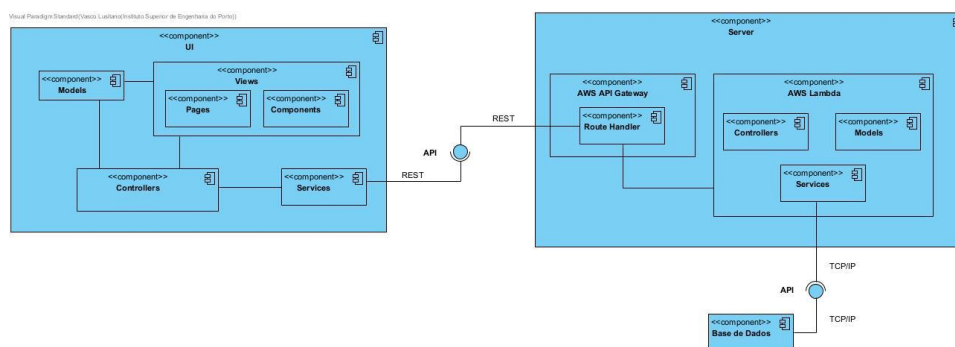 Visual Paradigm Standard(Vasco Lusitano(Instituto Superior de Engenharia do Porto))
<<component>>
UI
<<component>>
Models
<<component>>
Views
<<component>>
Pages
<<component>>
Components
<<component>>
Controllers
<<component>>
Services
REST
API
REST
<<component>>
Server
<<component>>
AWS API Gateway
<<component>>
Route Handler
<<component>>
AWS Lambda
<<component>>
Controllers
<<component>>
Models
<<component>>
Services
TCP/IP
API
TCP/IP
<<component>>
Base de Dados